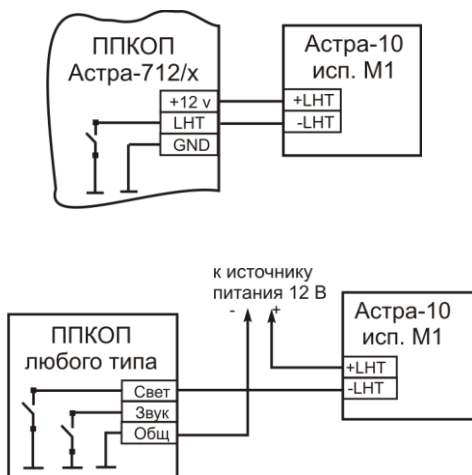 ППКОП
Астра-712/х
+12 v
LHT
GND
Астра-10
исп. М1
+LHT
-LHT
к источнику
питания 12 В
- +
ППКОП
любого типа
Свет
Звук
Общ
Астра-10
исп. М1
+LHT
-LHT